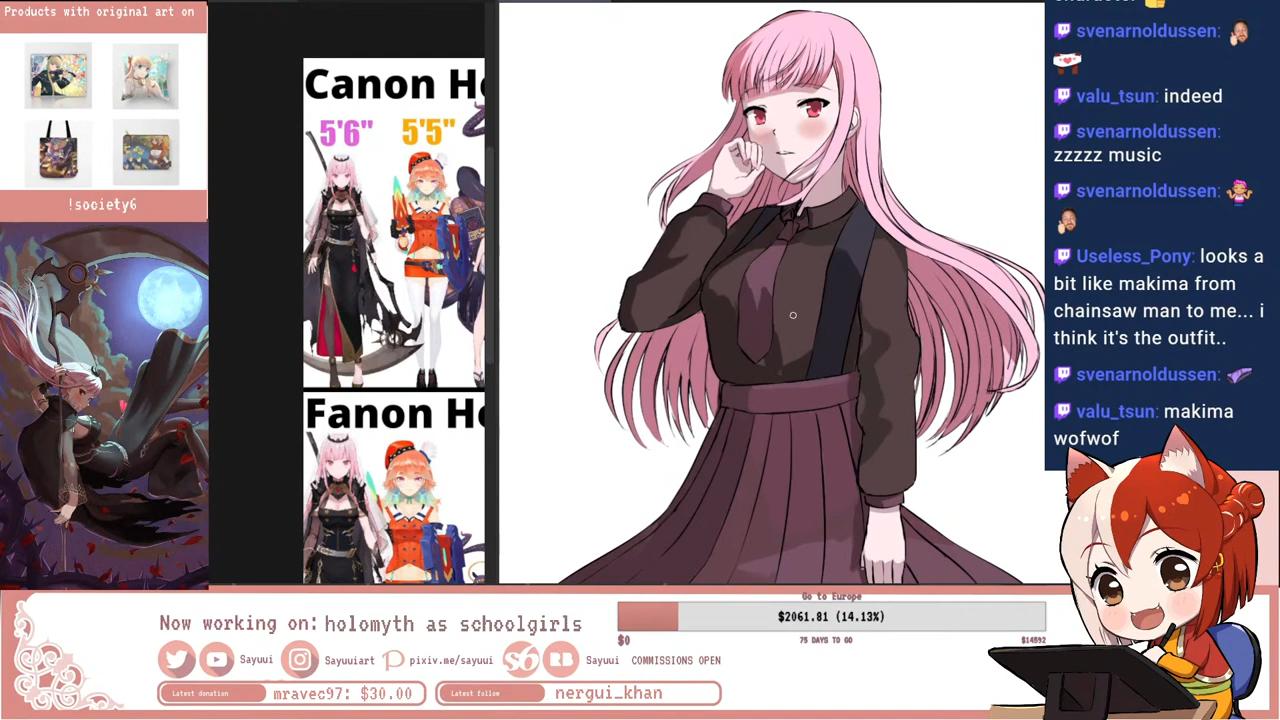 Products with original art on
!society6
Canon He
5'6" 5'5"
Fanon He
svenarnoldussen:
valu_tsun: indeed
svenarnoldussen:
zzzzz music
svenarnoldussen:
Useless_Pony: looks a
bit like makima from
chainsaw man to me... i
think it's the outfit..
svenarnoldussen:
valu_tsun: makima
wofwof
Now working on: holomyth as schoolgirls
Sayuui Sayuuiart pixiv.me/sayuui S6 RB Sayuui COMMISSIONS OPEN
Latest donation mravec97: $30.00 Latest follow nergui_khan
Go to Europe
$2061.81 (14.13%)
$0 75 DAYS TO GO $14592